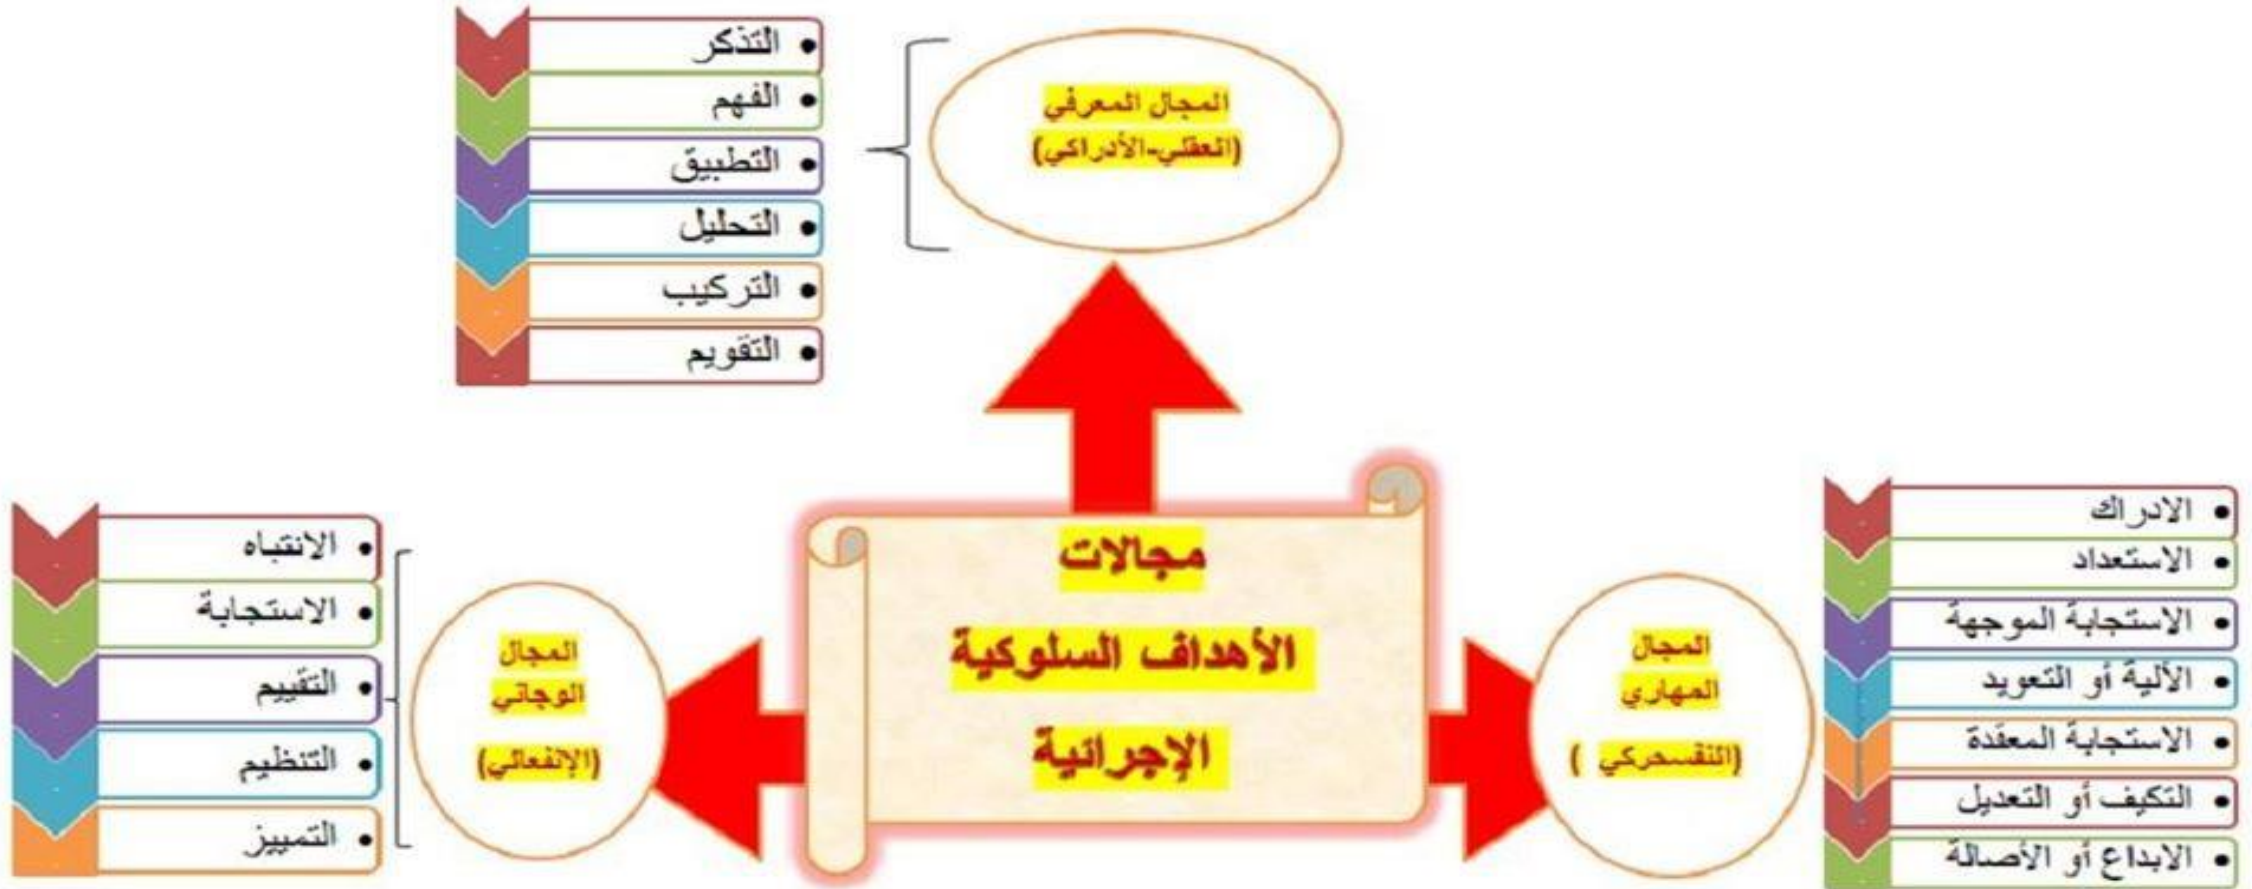 • التذكر
• الفهم
• التطبيق
• التحليل
• التركيب
• التقويم
المجال المعرفي
(العقلي-الأدراكي)
مجالات
الأهداف السلوكية
الإجرائية
المجال
المهاري
(النفسحركي )
• الادراك
• الاستعداد
• الاستجابة الموجهة
• الألية أو التعويد
• الاستجابة المعقدة
• التكيف أو التعديل
• الابداع أو الأصالة
المجال
الوجاني
(الإنفعالي)
• الانتباه
• الاستجابة
• التقييم
• التنظيم
• التمييز